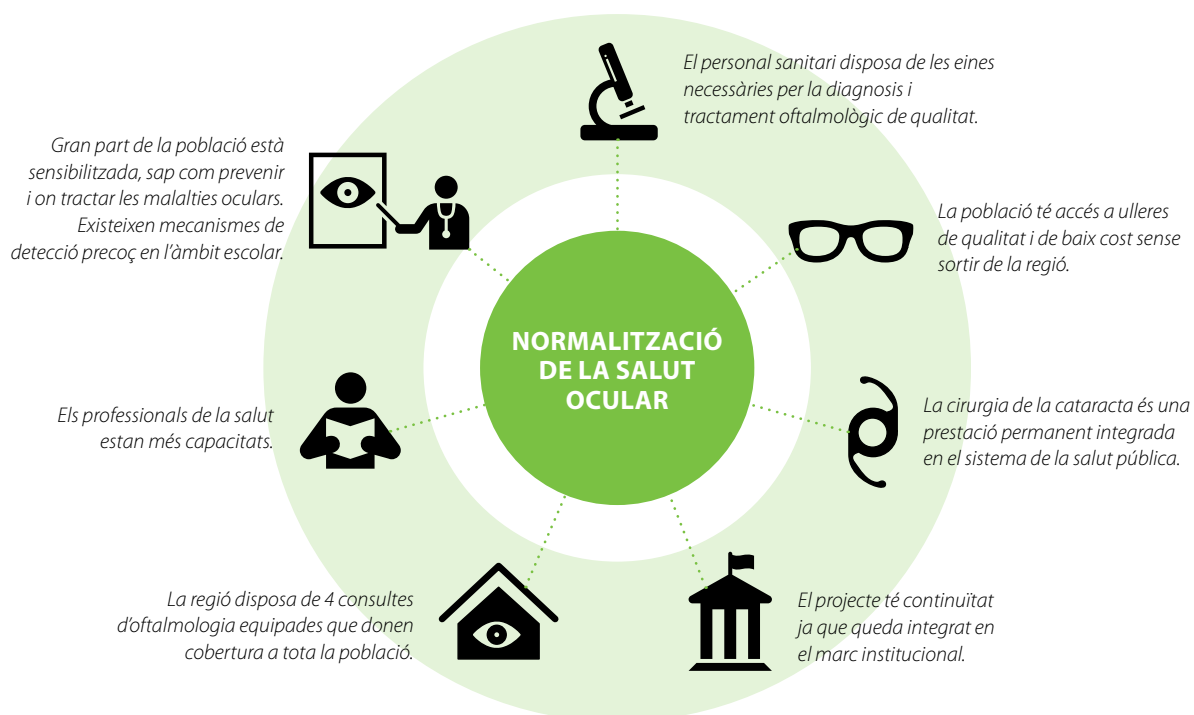 El personal sanitari disposa de les eines
necessàries per la diagnosis i
tractament oftalmològic de qualitat.
Gran part de la població està
sensibilitzada, sap com prevenir
i on tractar les malalties oculars.
Existeixen mecanismes de
detecció precoç en l’àmbit escolar.
La població té accés a ulleres
de qualitat i de baix cost sense
sortir de la regió.
NORMALITZACIÓ
DE LA SALUT
OCULAR
Els professionals de la salut
estan més capacitats.
La cirurgia de la cataracta és una
prestació permanent integrada
en el sistema de la salut pública.
La regió disposa de 4 consultes
d’oftalmologia equipades que donen
cobertura a tota la població.
El projecte té continuïtat
ja que queda integrat en
el marc institucional.